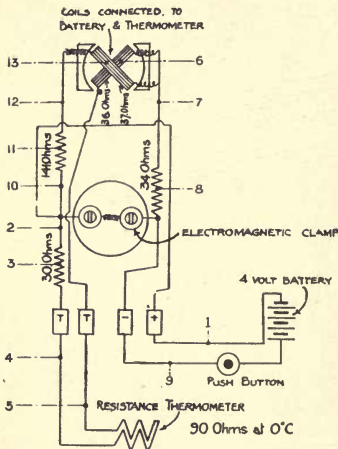 COILS CONNECTED, TO
BATTERY & THERMOMETER
13
6
12
36.Ohms
37.Ohms
7
11
141Ohms
10
34 Ohms
8
2
ELECTROMAGNETIC CLAMP
3
30.Ohms
4 VOLT BATTERY
T
T
−
+
1
4
9
PUSH BUTTON
5
RESISTANCE THERMOMETER
90 Ohms at 0°C